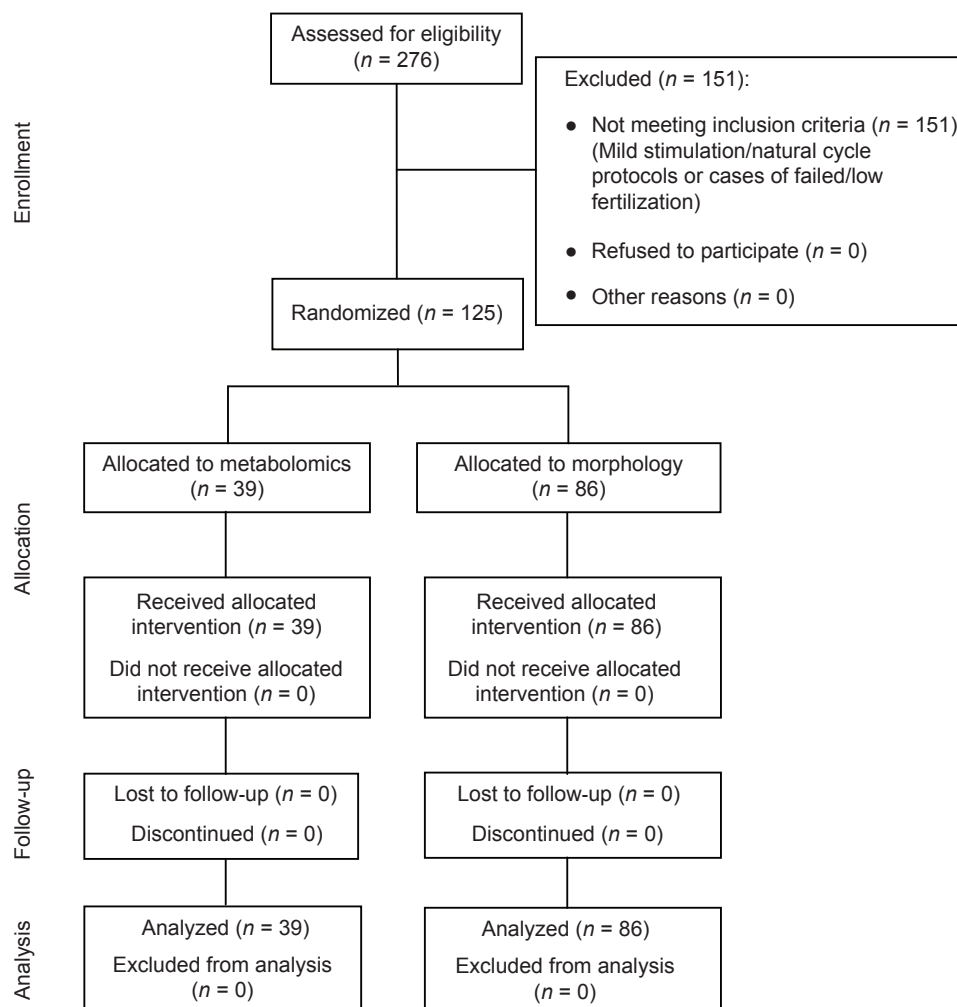 Enrollment
Assessed for eligibility
(n = 276)
Excluded (n = 151):
● Not meeting inclusion criteria (n = 151)
(Mild stimulation/natural cycle
protocols or cases of failed/low
fertilization)
● Refused to participate (n = 0)
● Other reasons (n = 0)
Randomized (n = 125)
Allocation
Allocated to metabolomics
(n = 39)
Allocated to morphology
(n = 86)
Received allocated
intervention (n = 39)
Did not receive allocated
intervention (n = 0)
Received allocated
intervention (n = 86)
Did not receive allocated
intervention (n = 0)
Follow-up
Lost to follow-up (n = 0)
Discontinued (n = 0)
Lost to follow-up (n = 0)
Discontinued (n = 0)
Analysis
Analyzed (n = 39)
Excluded from analysis
(n = 0)
Analyzed (n = 86)
Excluded from analysis
(n = 0)